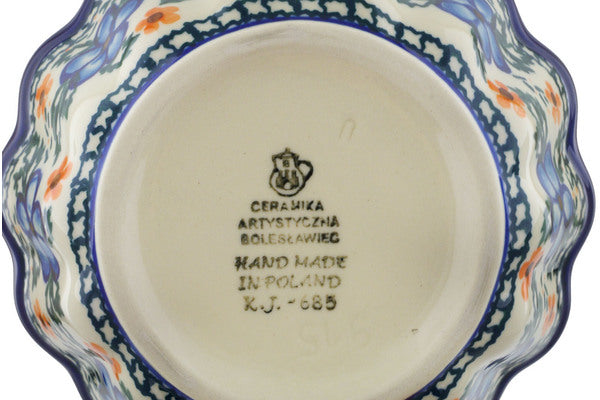 CERAMIKA
ARTYSTYCZNA
BOLESŁAWIEC
HAND MADE
IN POLAND
K.J. -685